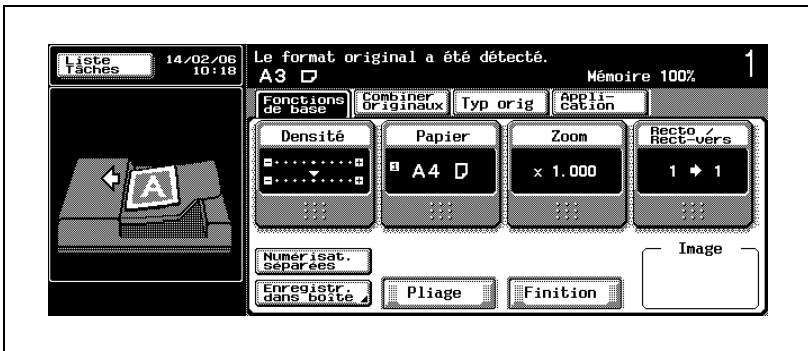 Liste
Tâches
14/02/06
10:18
Le format original a été détecté.
A3
Mémoire 100%
1
Fonctions
de base
Combiner
Originaux
Typ orig
Appli-
cation
Densité
Papier
Zoom
Recto /
Rect-vers
1 A4
× 1.000
1 → 1
A
Numérisat.
séparées
Enregistr.
dans boîte
Pliage
Finition
Image